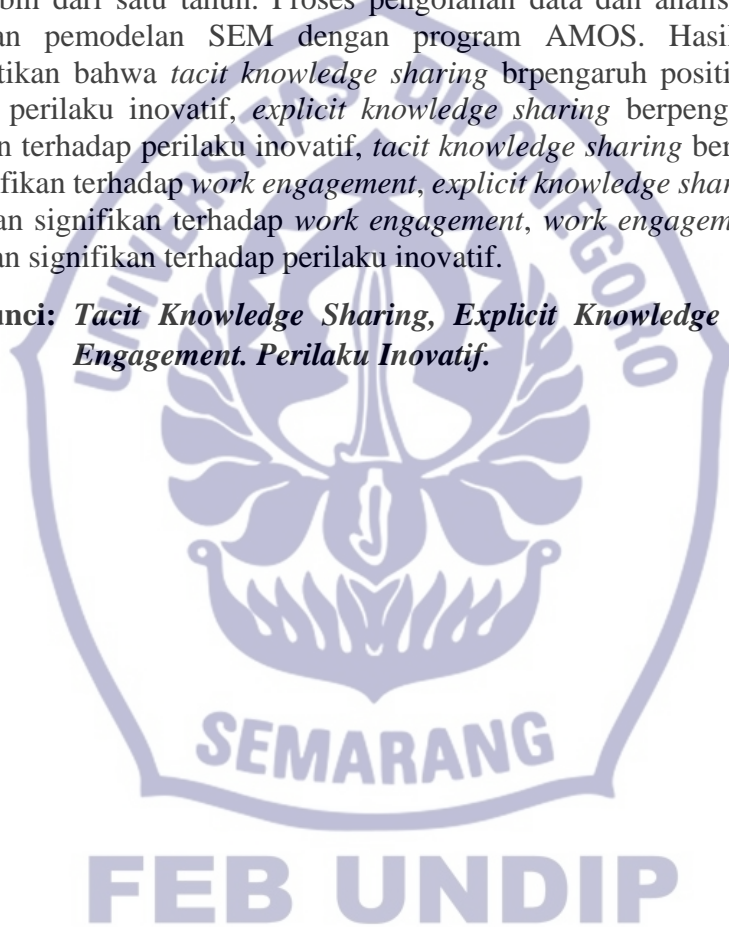 lebih dari satu tahun. Proses pengolahan data dan analisis
an pemodelan SEM dengan program AMOS. Hasil
tikan bahwa tacit knowledge sharing brpengaruh positi
perilaku inovatif, explicit knowledge sharing berpeng
n terhadap perilaku inovatif, tacit knowledge sharing ber
ifikan terhadap work engagement, explicit knowledge shar
an signifikan terhadap work engagement, work engagem
an signifikan terhadap perilaku inovatif.
unci: Tacit Knowledge Sharing, Explicit Knowledge
Engagement. Perilaku Inovatif.
UNIVERSITAS DIPONEGORO
SEMARANG
FEB UNDIP